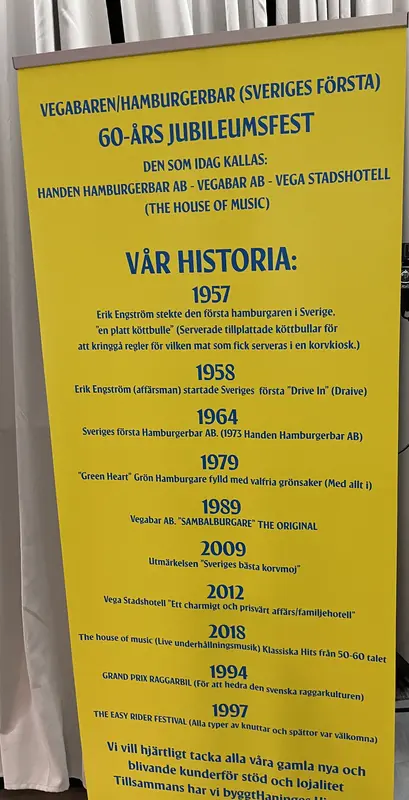 VEGABAREN/HAMBURGERBAR (SVERIGES FÖRSTA)
60-ÅRS JUBILEUMSFEST
DEN SOM IDAG KALLAS:
HANDEN HAMBURGERBAR AB - VEGABAR AB - VEGA STADSHOTELL
(THE HOUSE OF MUSIC)
VÅR HISTORIA:
1957
Erik Engström stekte den första hamburgaren i Sverige.
"en platt köttbulle" (Serverade tillplattade köttbullar för
att kringgå regler för vilken mat som fick serveras i en korvkiosk.)
1958
Erik Engström (affärsman) startade Sveriges första "Drive In" (Draive)
1964
Sveriges första Hamburgerbar AB. (1973 Handen Hamburgerbar AB)
1979
"Green Heart" Grön Hamburgare fylld med valfria grönsaker (Med allt i)
1989
Vegabar AB. "SAMBALBURGARE" THE ORIGINAL
2009
Utmärkelsen "Sveriges bästa korvmoj"
2012
Vega Stadshotell "Ett charmigt och prisvärt affärs/familjehotell"
2018
The house of music (Live underhållningsmusik) Klassiska Hits från 50-60 talet
1994
GRAND PRIX RAGGARBIL (För att hedra den svenska raggarkulturen)
1997
THE EASY RIDER FESTIVAL (Alla typer av knuttar och spättor var välkomna)
Vi vill hjärtligt tacka alla våra gamla nya och
blivande kunderför stöd och lojalitet
Tillsammans har vi byggtHaninges